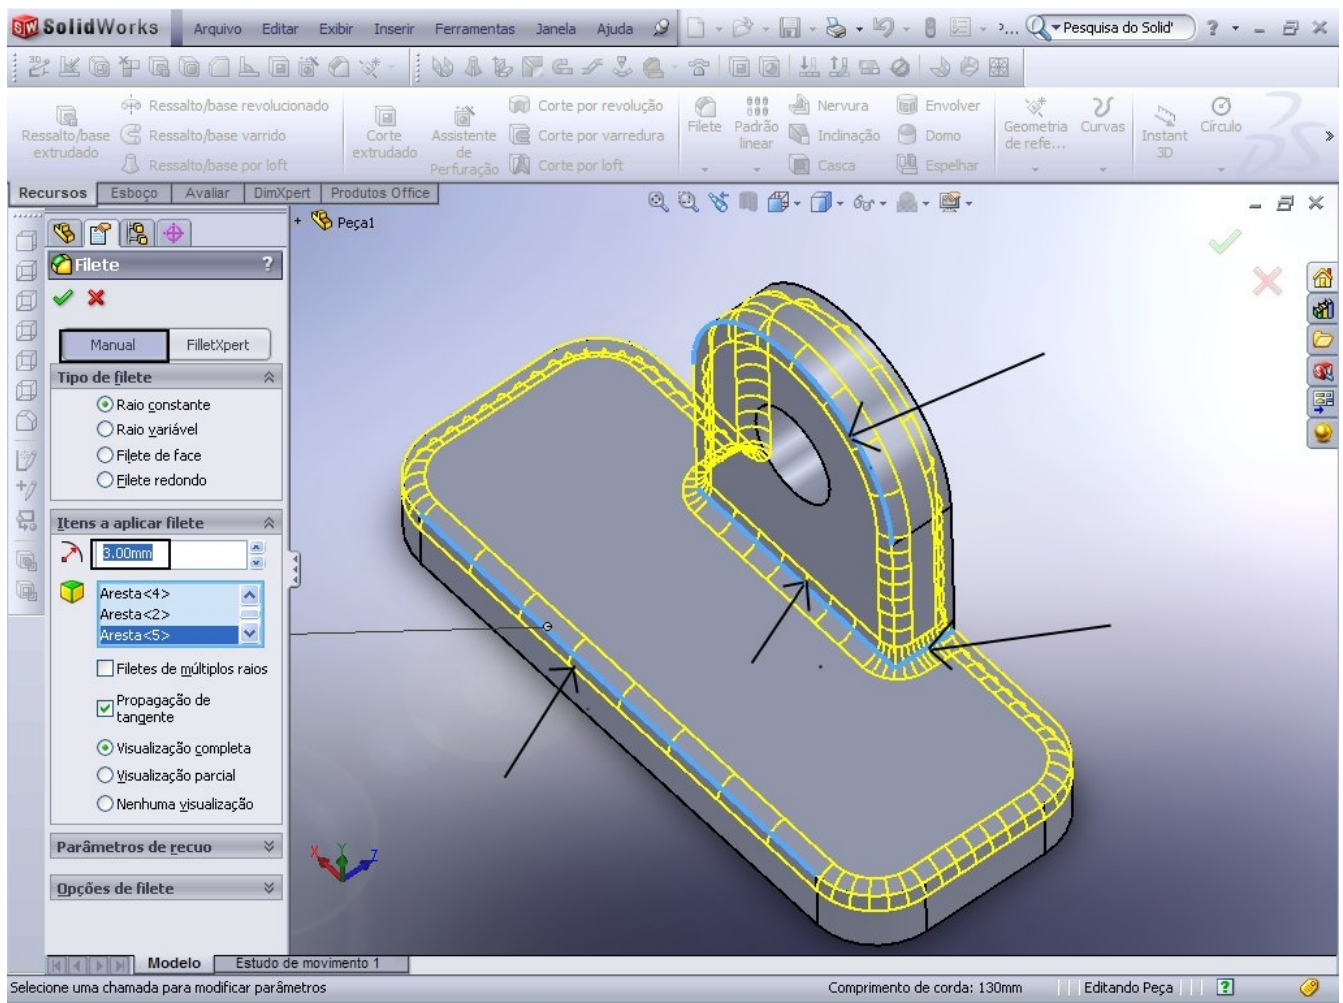 SolidWorks Arquivo Editar Exibir Inserir Ferramentas Janela Ajuda Pesquisa do Solid'
Ressalto/base extrudado
Ressalto/base revolucionado
Ressalto/base varrido
Ressalto/base por loft
Corte extrudado
Assistente de Perfuração
Corte por revolução
Corte por varredura
Corte por loft
Filete
Padrão linear
Nervura
Inclinação
Casca
Envolver
Domo
Espelhar
Geometria de refe...
Curvas
Instant 3D
Círculo
Recursos Esboço Avaliar DimXpert Produtos Office
+ Peça1
Filete ?
Manual FilletXpert
Tipo de filete
Raio constante
Raio variável
Filete de face
Filete redondo
Itens a aplicar filete
3.00mm
Aresta<4>
Aresta<2>
Aresta<5>
Filetes de múltiplos raios
Propagação de
tangente
Visualização completa
Visualização parcial
Nenhuma visualização
Parâmetros de recuo
Opções de filete
X Y Z
Modelo Estudo de movimento 1
Selecione uma chamada para modificar parâmetros Comprimento de corda: 130mm Editando Peça ?